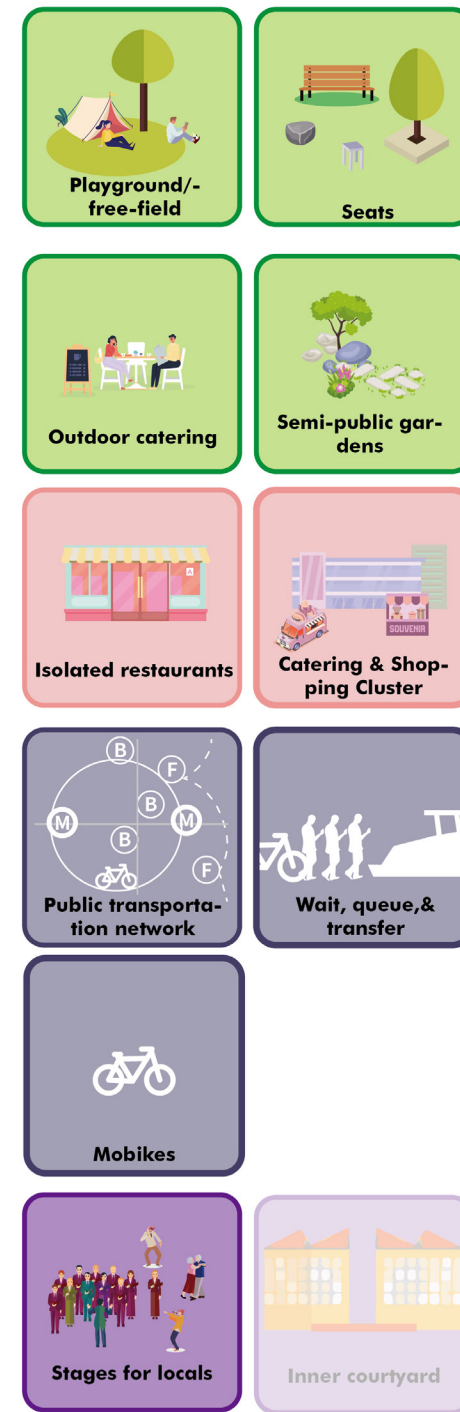 Playground/-
free-field
Seats
Outdoor catering
Semi-public gar-
dens
A
SOUVENIR
Isolated restaurants
Catering & Shop-
ping Cluster
B
F
B
M
M
B
F
Public transporta-
tion network
Wait, queue,&
transfer
Mobikes
Stages for locals
Inner courtyard